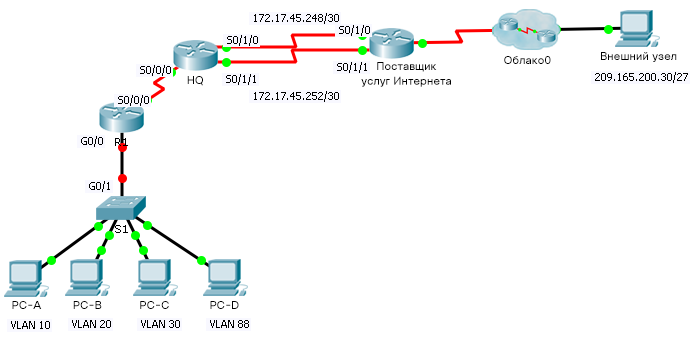 172.17.45.248/30
S0/1/0
S0/1/0
HQ
S0/0/0
S0/1/1
S0/1/1
Поставщик
услуг Интернета
Облако0
Внешний узел
209.165.200.30/27
172.17.45.252/30
S0/0/0
G0/0
R1
G0/1
S1
PC-A
PC-B
PC-C
PC-D
VLAN 10
VLAN 20
VLAN 30
VLAN 88